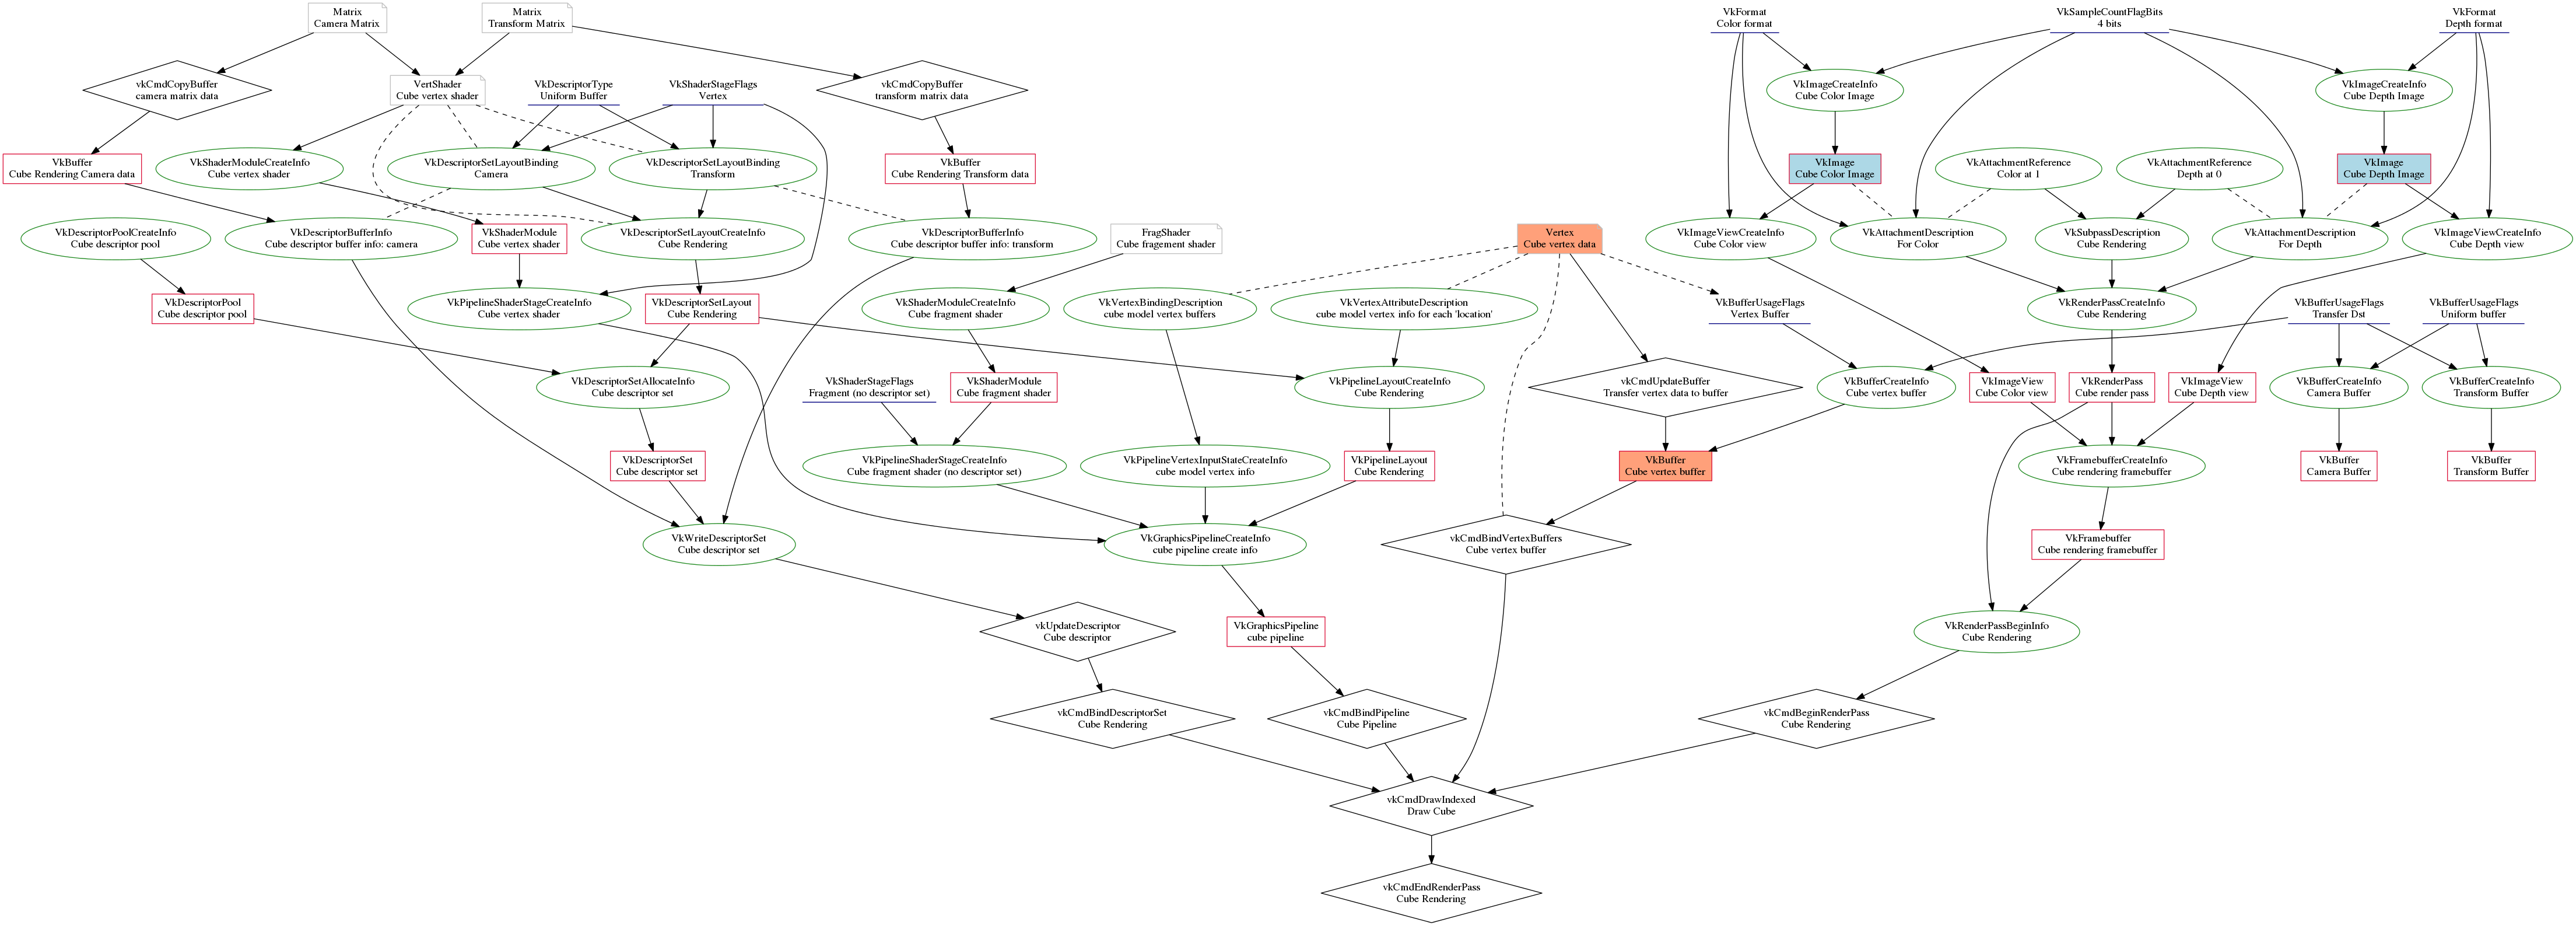 Matrix
Camera Matrix
Matrix
Transform Matrix
VkFormat
Color format
VkSampleCountFlagBits
4 bits
VkFormat
Depth format
vkCmdCopyBuffer
camera matrix data
VertShader
Cube vertex shader
VkDescriptorType
Uniform Buffer
VkShaderStageFlags
Vertex
vkCmdCopyBuffer
transform matrix data
VkImageCreateInfo
Cube Color Image
VkImageCreateInfo
Cube Depth Image
VkBuffer
Cube Rendering Camera data
VkShaderModuleCreateInfo
Cube vertex shader
VkDescriptorSetLayoutBinding
Camera
VkDescriptorSetLayoutBinding
Transform
VkBuffer
Cube Rendering Transform data
VkImage
Cube Color Image
VkAttachmentReference
Color at 1
VkAttachmentReference
Depth at 0
VkImage
Cube Depth Image
VkDescriptorPoolCreateInfo
Cube descriptor pool
VkDescriptorBufferInfo
Cube descriptor buffer info: camera
VkShaderModule
Cube vertex shader
VkDescriptorSetLayoutCreateInfo
Cube Rendering
VkDescriptorBufferInfo
Cube descriptor buffer info: transform
FragShader
Cube fragement shader
Vertex
Cube vertex data
VkImageViewCreateInfo
Cube Color view
VkAttachmentDescription
For Color
VkSubpassDescription
Cube Rendering
VkAttachmentDescription
For Depth
VkImageViewCreateInfo
Cube Depth view
VkDescriptorPool
Cube descriptor pool
VkPipelineShaderStageCreateInfo
Cube vertex shader
VkDescriptorSetLayout
Cube Rendering
VkShaderModuleCreateInfo
Cube fragment shader
VkVertexBindingDescription
cube model vertex buffers
VkVertexAttributeDescription
cube model vertex info for each 'location'
VkBufferUsageFlags
Vertex Buffer
VkRenderPassCreateInfo
Cube Rendering
VkBufferUsageFlags
Transfer Dst
VkBufferUsageFlags
Uniform buffer
VkDescriptorSetAllocateInfo
Cube descriptor set
VkShaderStageFlags
Fragment (no descriptor set)
VkShaderModule
Cube fragment shader
VkPipelineLayoutCreateInfo
Cube Rendering
vkCmdUpdateBuffer
Transfer vertex data to buffer
VkBufferCreateInfo
Cube vertex buffer
VkImageView
Cube Color view
VkRenderPass
Cube render pass
VkImageView
Cube Depth view
VkBufferCreateInfo
Camera Buffer
VkBufferCreateInfo
Transform Buffer
VkDescriptorSet
Cube descriptor set
VkPipelineShaderStageCreateInfo
Cube fragment shader (no descriptor set)
VkPipelineVertexInputStateCreateInfo
cube model vertex info
VkPipelineLayout
Cube Rendering
VkBuffer
Cube vertex buffer
VkFramebufferCreateInfo
Cube rendering framebuffer
VkBuffer
Camera Buffer
VkBuffer
Transform Buffer
VkWriteDescriptorSet
Cube descriptor set
VkGraphicsPipelineCreateInfo
cube pipeline create info
vkCmdBindVertexBuffers
Cube vertex buffer
VkFramebuffer
Cube rendering framebuffer
vkUpdateDescriptor
Cube descriptor
VkGraphicsPipeline
cube pipeline
VkRenderPassBeginInfo
Cube Rendering
vkCmdBindDescriptorSet
Cube Rendering
vkCmdBindPipeline
Cube Pipeline
vkCmdBeginRenderPass
Cube Rendering
vkCmdDrawIndexed
Draw Cube
vkCmdEndRenderPass
Cube Rendering